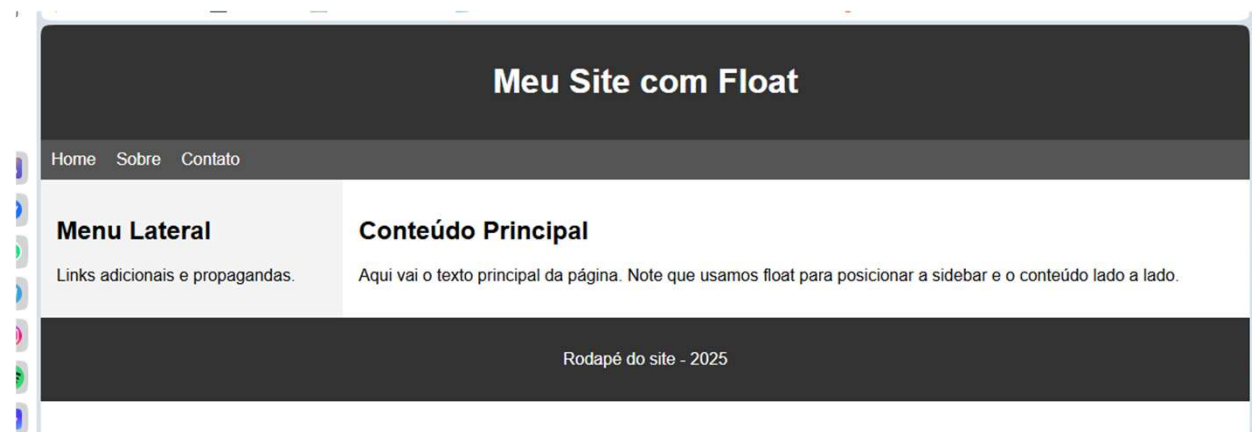 Meu Site com Float
Home Sobre Contato
Menu Lateral
Links adicionais e propagandas.
Conteúdo Principal
Aqui vai o texto principal da página. Note que usamos float para posicionar a sidebar e o conteúdo lado a lado.
Rodapé do site - 2025